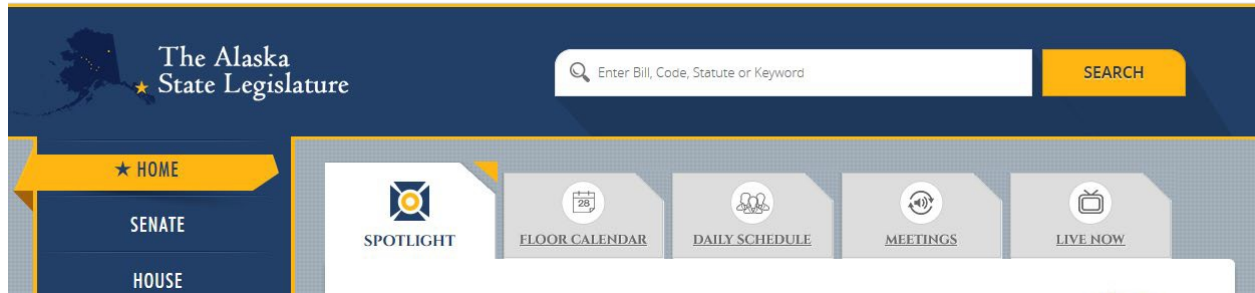 The Alaska
State Legislature
Enter Bill, Code, Statute or Keyword
SEARCH
★ HOME
SENATE
HOUSE
SPOTLIGHT
28
FLOOR CALENDAR
DAILY SCHEDULE
MEETINGS
LIVE NOW